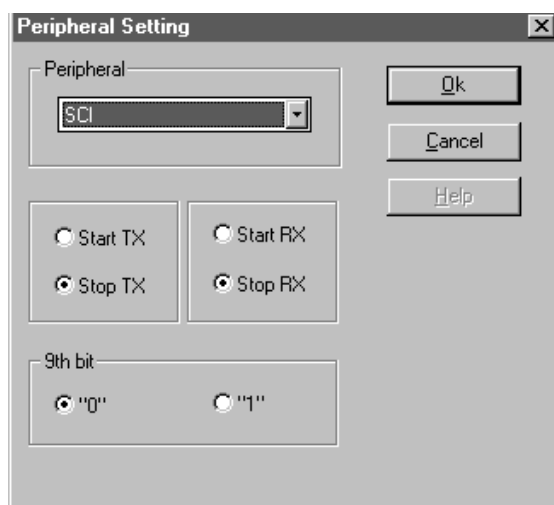 Peripheral Setting
Peripheral
SCI
Ok
Cancel
Help
Start TX
Stop TX
Start RX
Stop RX
9th bit
"0"
"1"